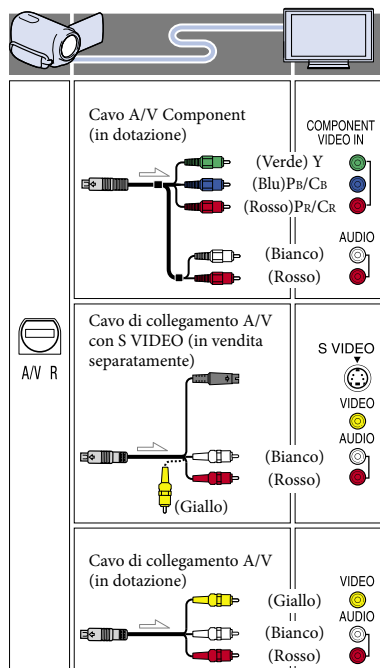 Cavo A/V Component
(in dotazione)
COMPONENT
VIDEO IN
(Verde) Y
(Blu)PB/CB
(Rosso)PR/CR
AUDIO
(Bianco)
(Rosso)
A/V R
Cavo di collegamento A/V
con S VIDEO (in vendita
separatamente)
S VIDEO
VIDEO
AUDIO
(Bianco)
(Rosso)
(Giallo)
Cavo di collegamento A/V
(in dotazione)
VIDEO
(Giallo)
AUDIO
(Bianco)
(Rosso)